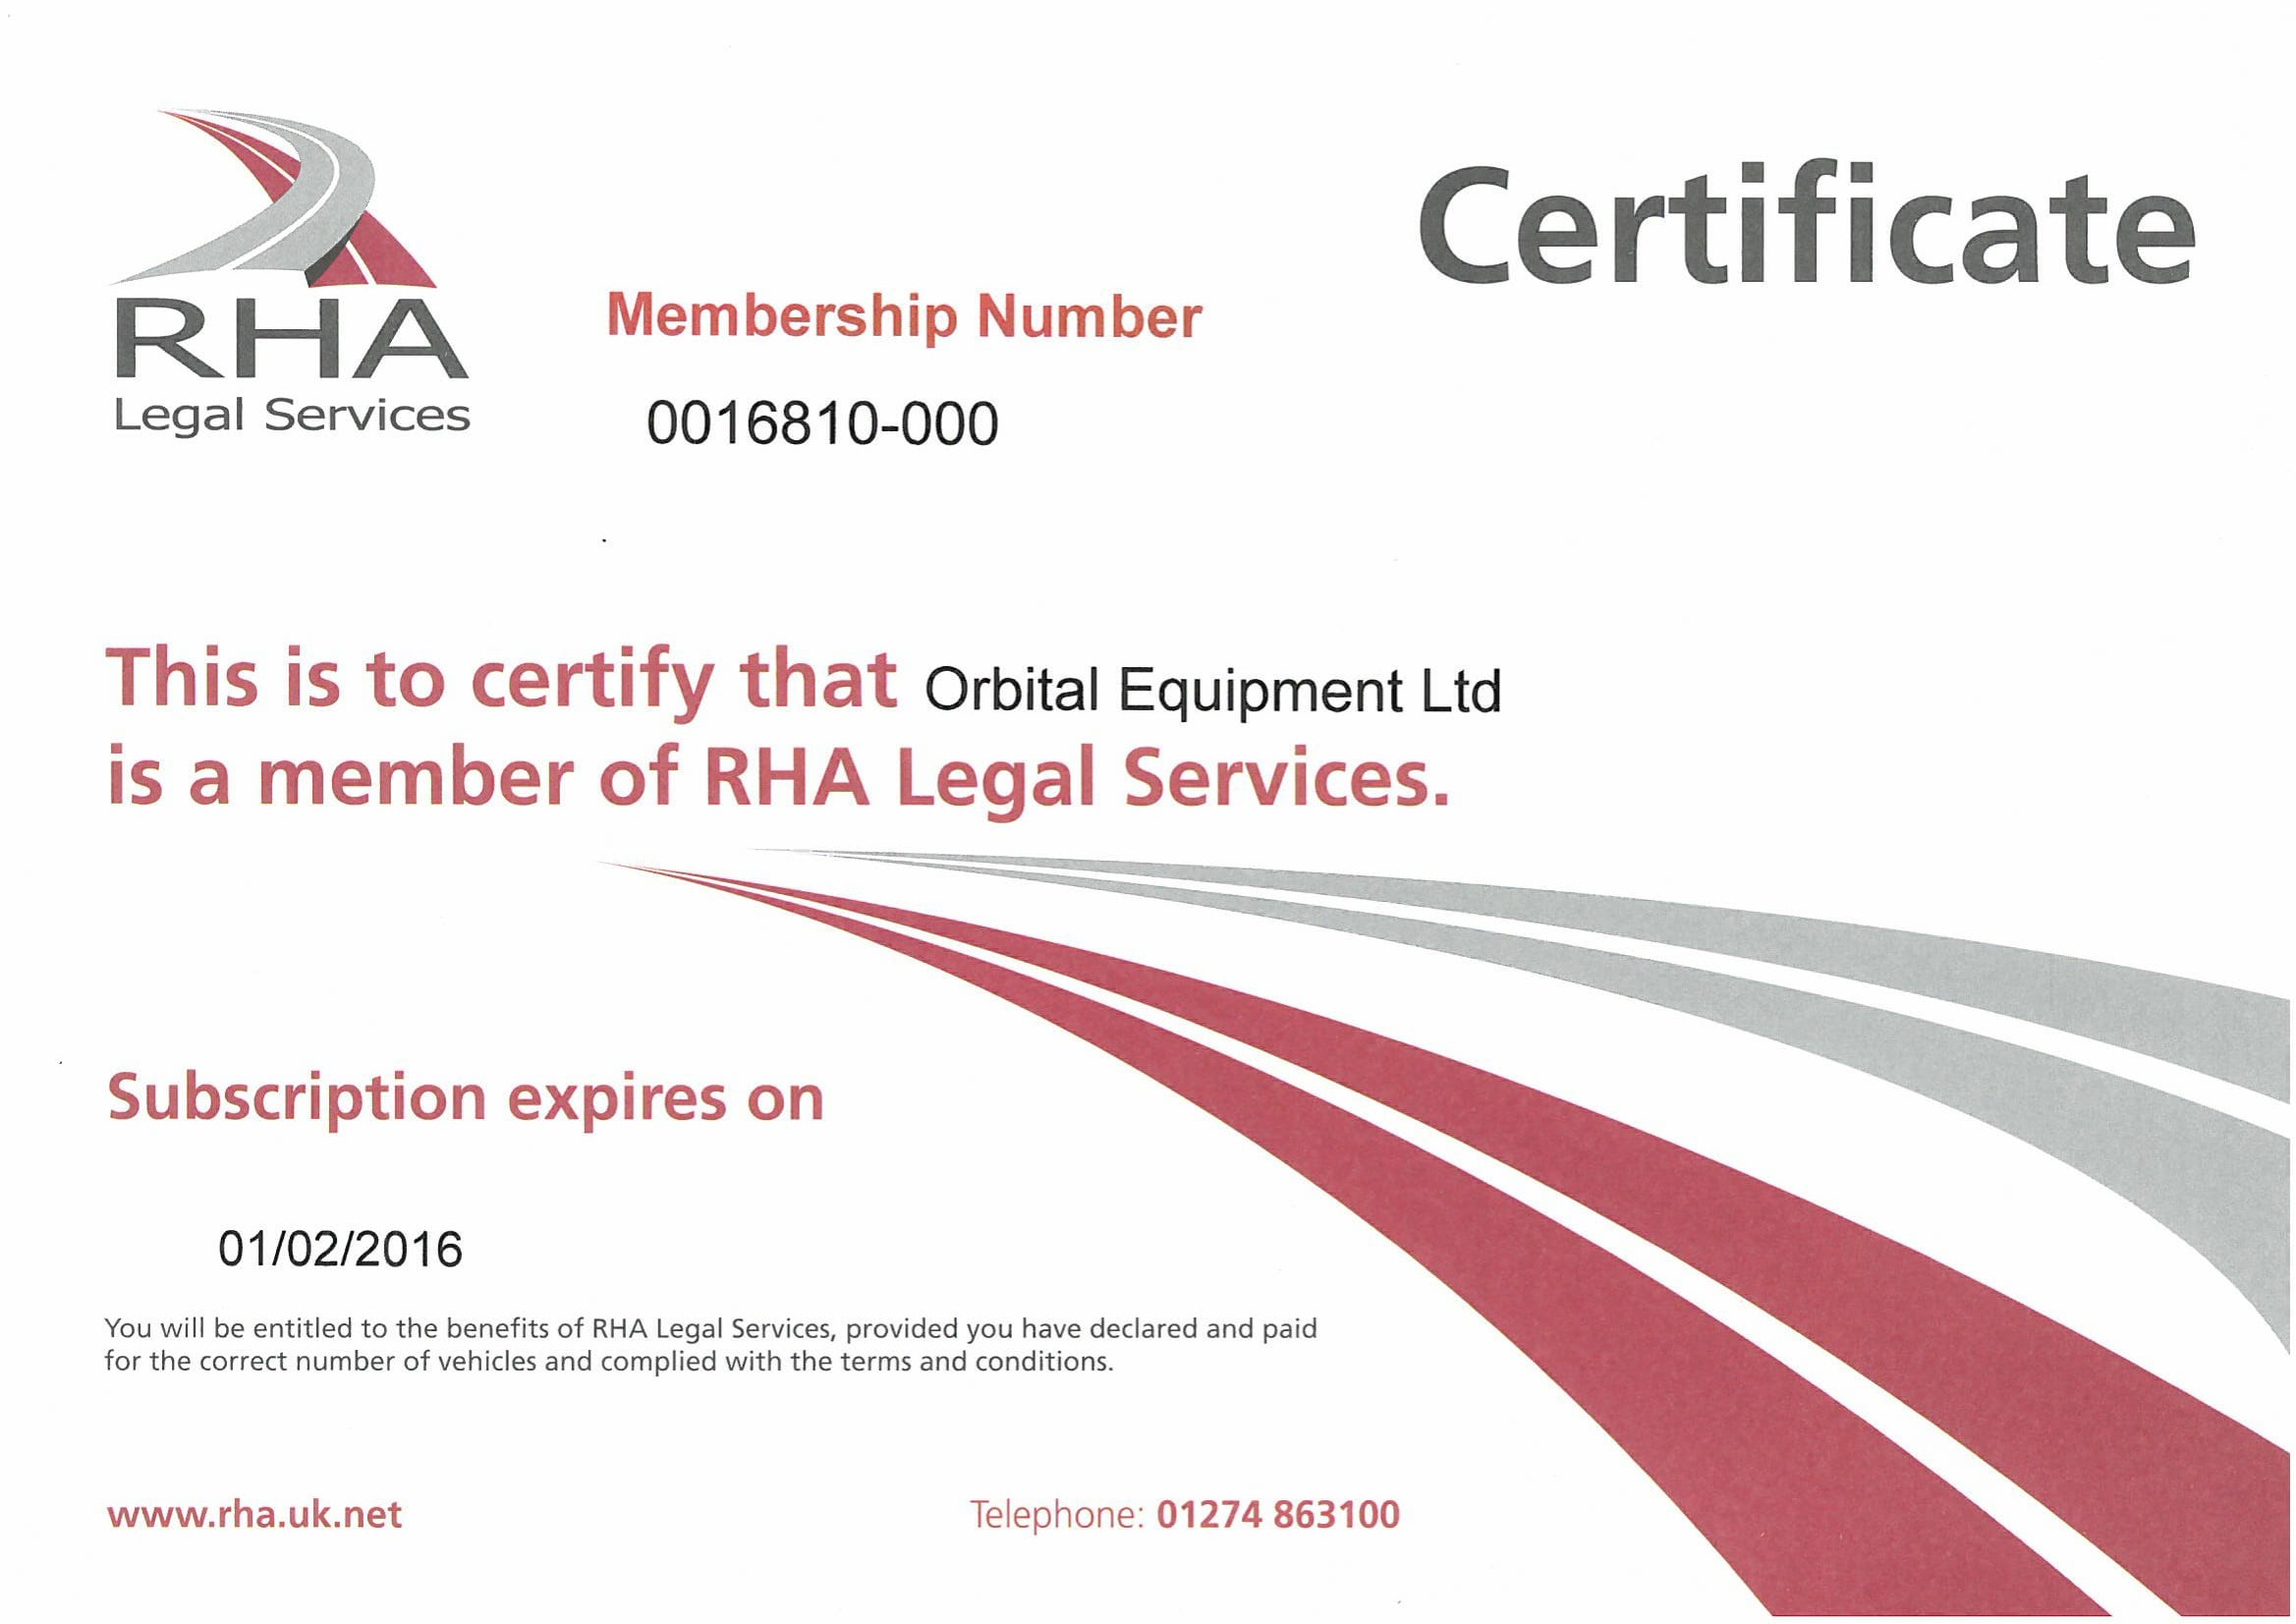 RHA
Legal Services
Membership Number
0016810-000
Certificate
This is to certify that Orbital Equipment Ltd
is a member of RHA Legal Services.
Subscription expires on
01/02/2016
You will be entitled to the benefits of RHA Legal Services, provided you have declared and paid
for the correct number of vehicles and complied with the terms and conditions.
www.rha.uk.net
Telephone: 01274 863100